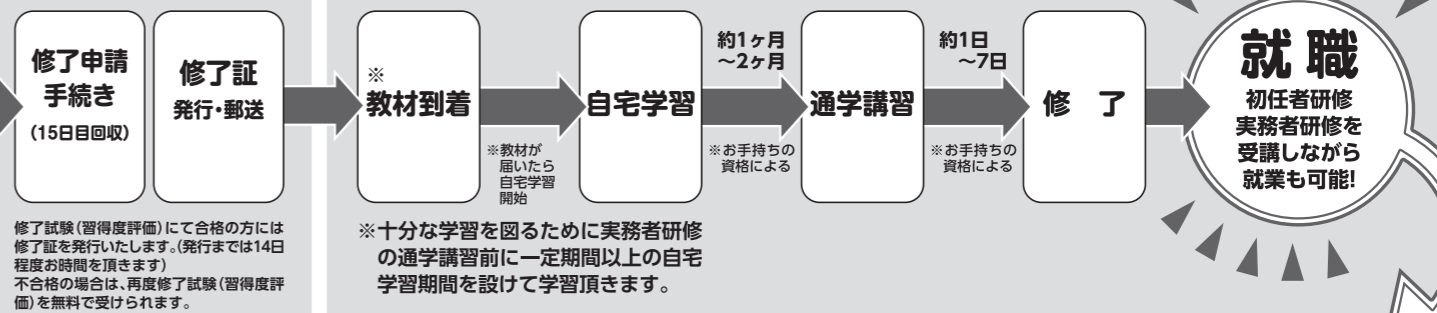 修了申請
手続き
(15日目回収)
修了証
発行・郵送
修了試験(習得度評価)にて合格の方には
修了証を発行いたします。(発行までは14日
程度お時間を頂きます)
不合格の場合は、再度修了試験(習得度評
価)を無料で受けられます。
※
教材到着
※教材が
届いたら
自宅学習
開始
自宅学習
約1ヶ月
～2ヶ月
※お手持ちの
資格による
通学講習
約1日
～7日
※お手持ちの
資格による
修 了
※十分な学習を図るために実務者研修
の通学講習前に一定期間以上の自宅
学習期間を設けて学習頂きます。
就職
初任者研修
実務者研修を
受講しながら
就業も可能!